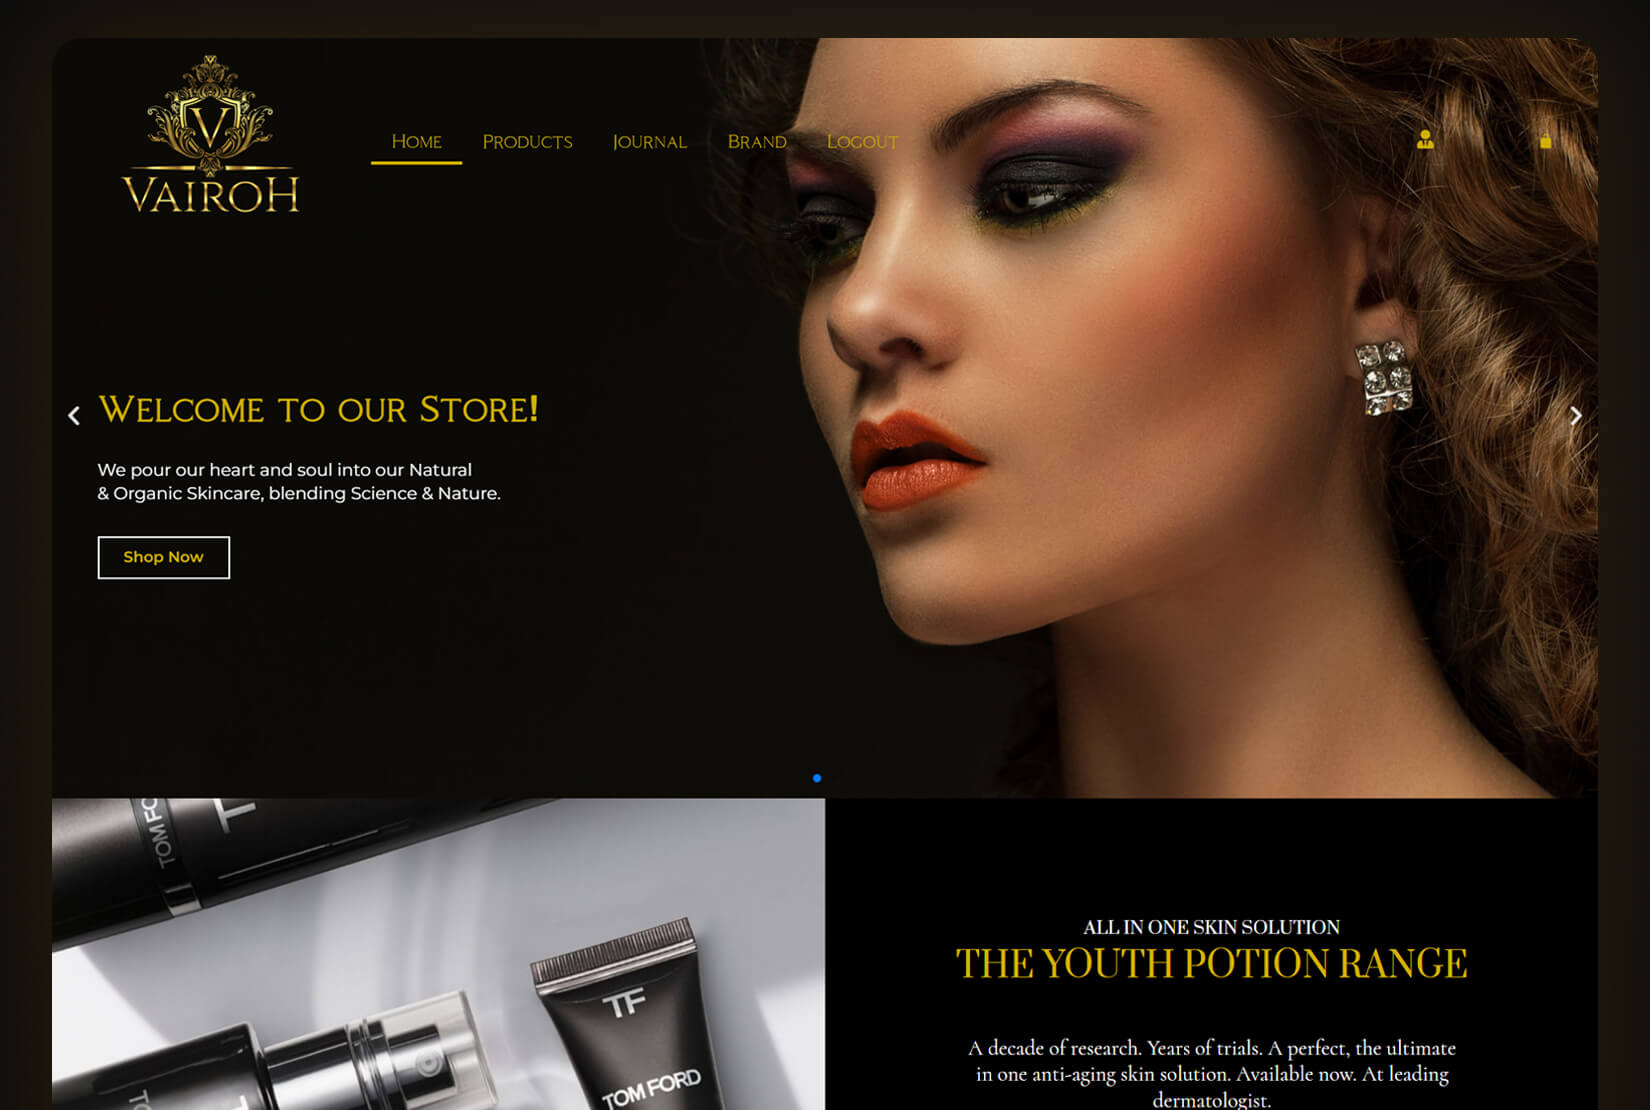 V
VAIROH
HOME
PRODUCTS
JOURNAL
BRAND
LOGOUT
WELCOME TO OUR STORE!
We pour our heart and soul into our Natural
& Organic Skincare, blending Science & Nature.
Shop Now
TOM FO
T
TF
TOM FORD
ALL IN ONE SKIN SOLUTION
THE YOUTH POTION RANGE
A decade of research. Years of trials. A perfect, the ultimate
in one anti-aging skin solution. Available now. At leading
dermatologist.